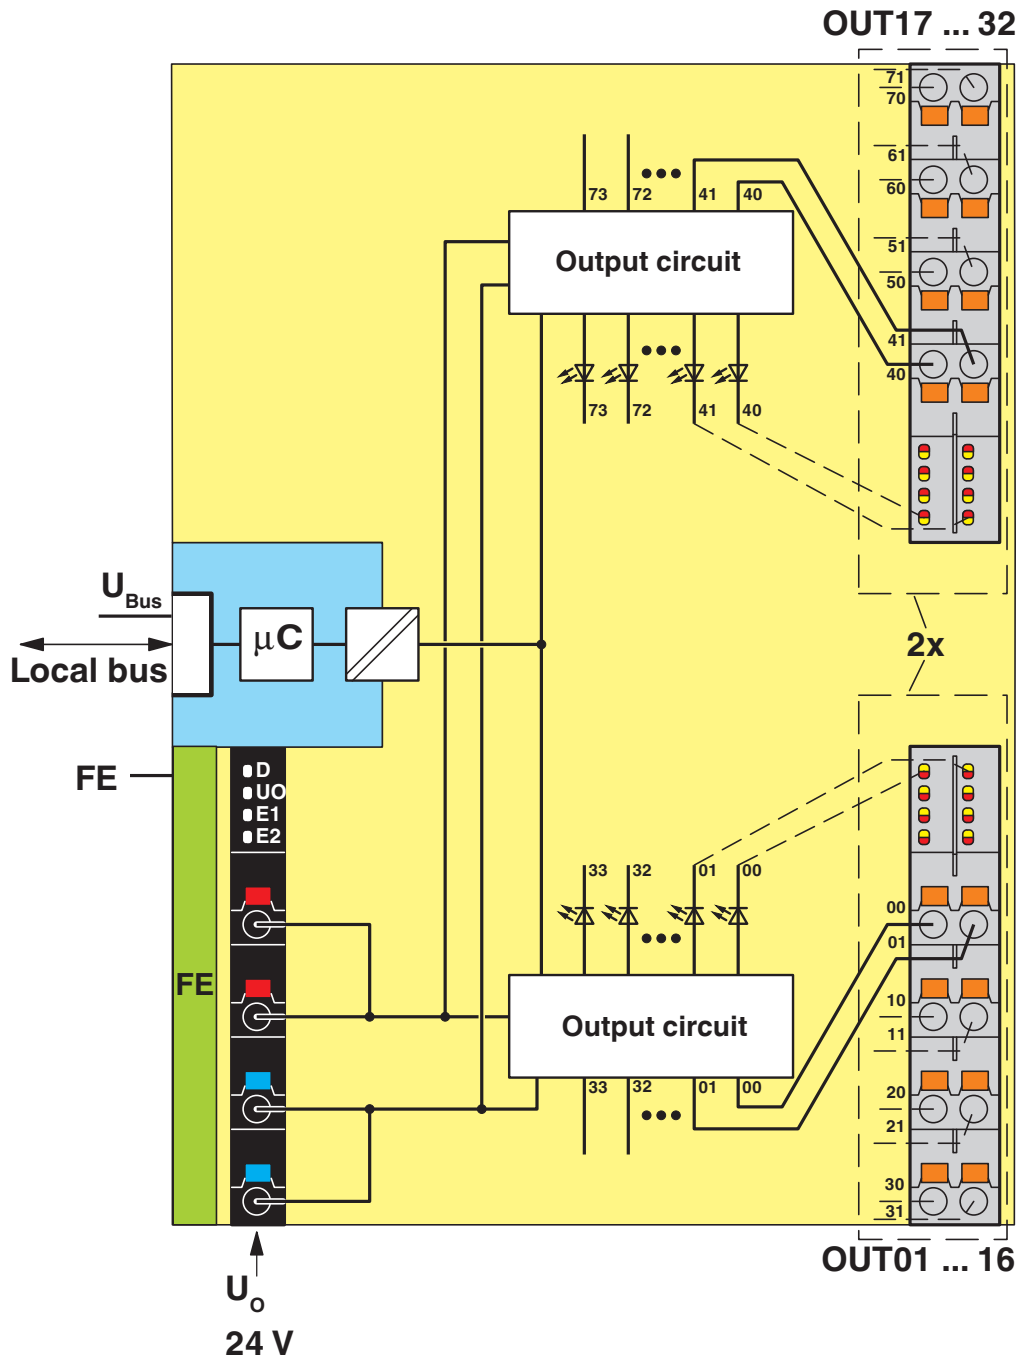 OUT17 ... 32
71
70
61
60
73 72 41 40
51
50
Output circuit
41
40
73 72 41 40
U Bus
µC
2x
Local bus
FE
D
UO
E1
E2
33 32 01 00
00
01
FE
10
11
Output circuit
33 32 01 00
20
21
30
31
OUT01 ... 16
UO
24 V